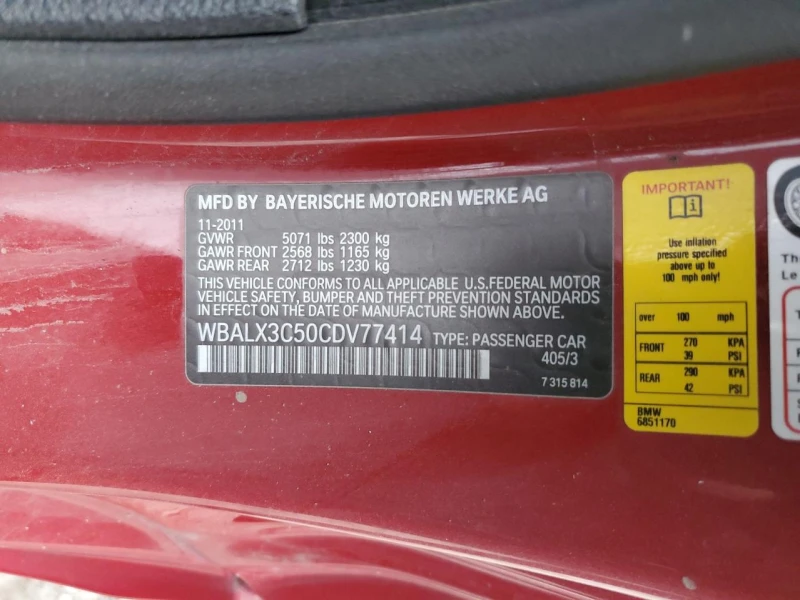 MFD BY BAYERISCHE MOTOREN WERKE AG
11-2011
GVWR 5071 lbs 2300 kg
GAWR FRONT 2568 lbs 1165 kg
GAWR REAR 2712 lbs 1230 kg
THIS VEHICLE CONFORMS TO ALL APPLICABLE U.S.FEDERAL MOTOR
VEHICLE SAFETY, BUMPER AND THEFT PREVENTION STANDARDS
IN EFFECT ON THE DATE OF MANUFACTURE SHOWN ABOVE.
WBALX3C50CDV77414 TYPE: PASSENGER CAR
405/3
7 315 814
IMPORTANT!
Use inflation
pressure specified
above up to
100 mph only!
over 100 mph
FRONT 270 KPA
39 PSI
REAR 290 KPA
42 PSI
BMW
6851170
Th
Le